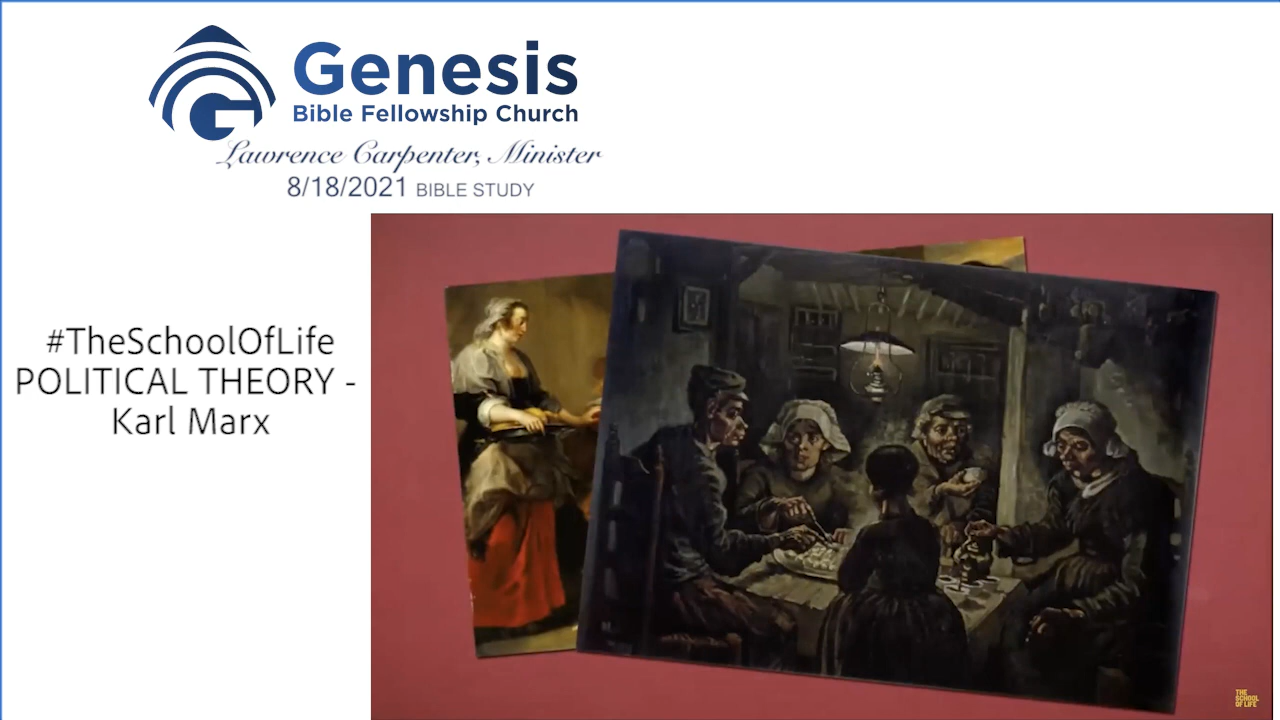 Genesis
Bible Fellowship Church
Lawrence Carpenter, Minister
8/18/2021 BIBLE STUDY
#TheSchoolOfLife
POLITICAL THEORY -
Karl Marx
THE
SCHOOL
OF LIFE